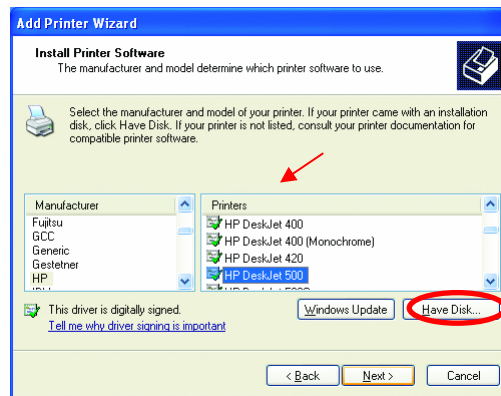 Add Printer Wizard
Install Printer Software
The manufacturer and model determine which printer software to use.
Select the manufacturer and model of your printer. If your printer came with an installation
disk, click Have Disk. If your printer is not listed, consult your printer documentation for
compatible printer software.
Manufacturer
Fujitsu
GCC
Generic
Gestetner
HP
Printers
HP DeskJet 400
HP DeskJet 400 (Monochrome)
HP DeskJet 420
HP DeskJet 500
This driver is digitally signed.
Tell me why driver signing is important
Windows Update
Have Disk...
< Back
Next >
Cancel